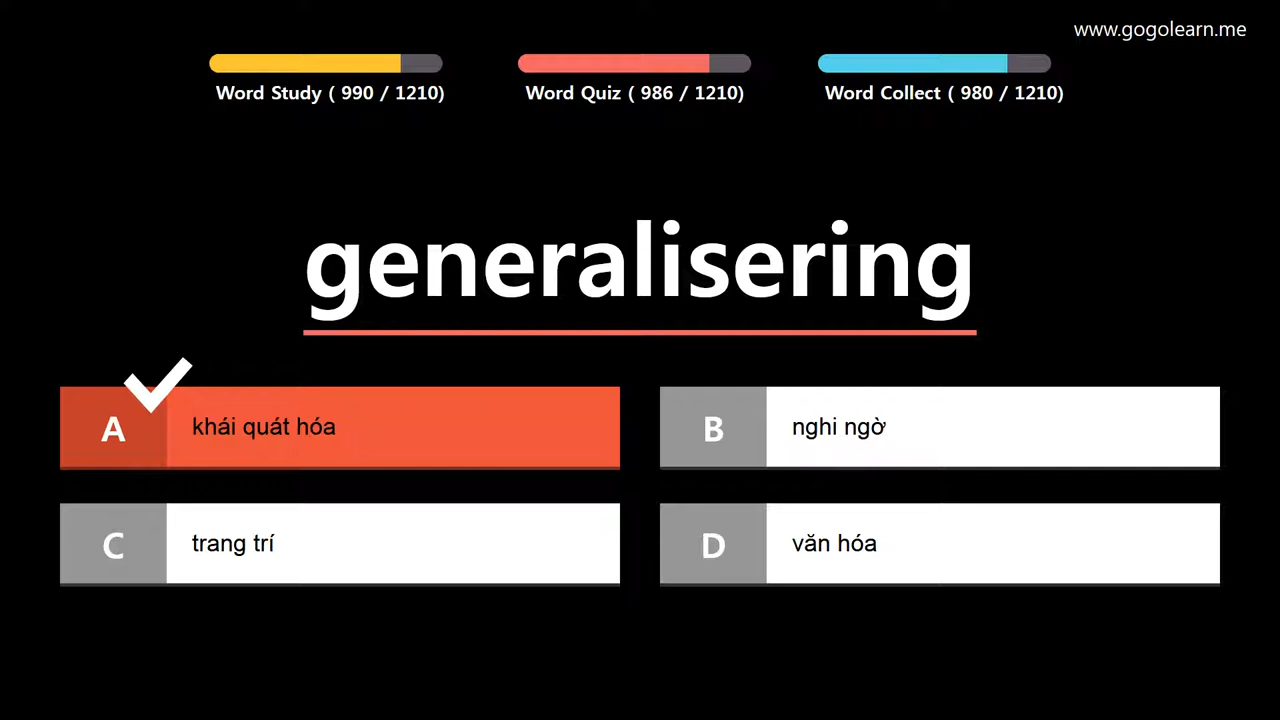 www.gogolearn.me
Word Study ( 990 / 1210)
Word Quiz ( 986 / 1210)
Word Collect ( 980 / 1210)
generalisering
A
khái quát hóa
B
nghi ngờ
C
trang trí
D
văn hóa